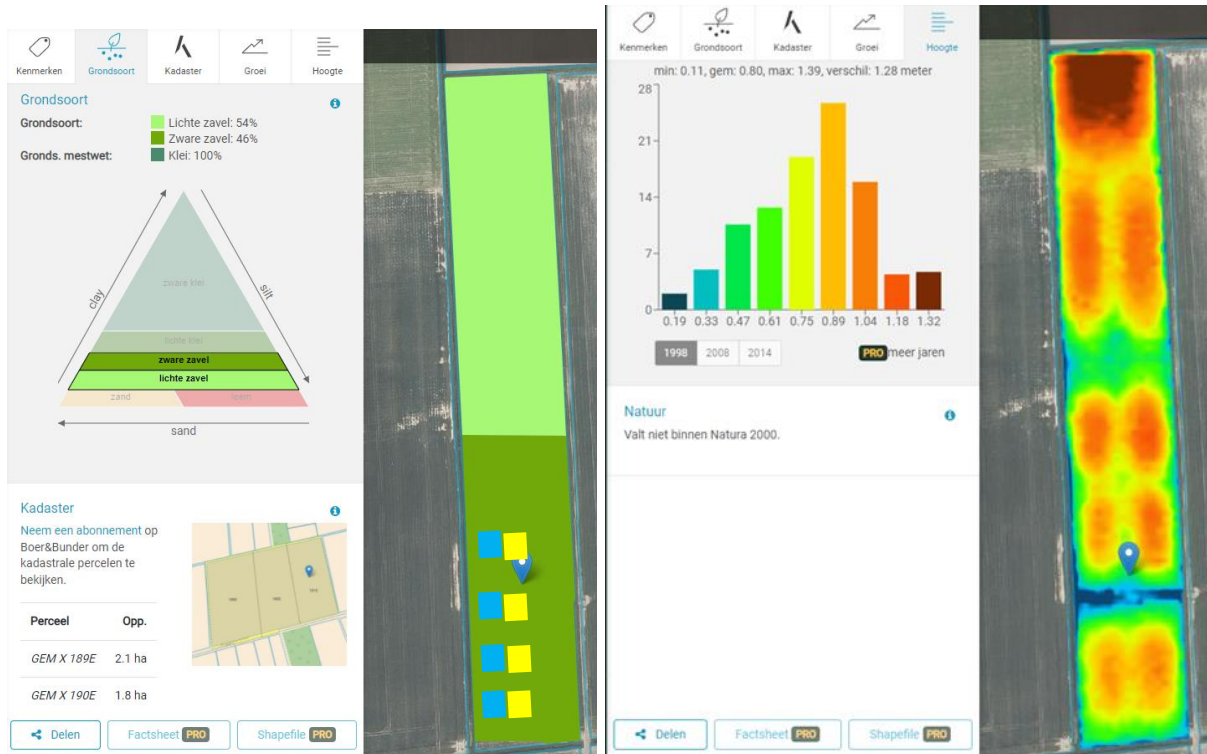 Kenmerken
Grondsoort
Kadaster
Groei
Hoogte
Grondsoort
Grondsoort:
Lichte zavel: 54%
Zware zavel: 46%
Gronds. mestwet:
Klei: 100%
clay
silt
zware klei
lichte klei
zware zavel
lichte zavel
zand
leem
sand
Kadaster
Neem een abonnement op
Boer&Bunder om de
kadastrale percelen te
bekijken.
Perceel Opp.
GEM X 189E 2.1 ha
GEM X 190E 1.8 ha
Delen
Factsheet PRO
Shapefile PRO
Kenmerken
Grondsoort
Kadaster
Groei
Hoogte
min: 0.11, gem: 0.80, max: 1.39, verschil: 1.28 meter
28
21
14
7
0
0.19 0.33 0.47 0.61 0.75 0.89 1.04 1.18 1.32
1998 2008 2014
PRO meer jaren
Natuur
Valt niet binnen Natura 2000.
Delen
Factsheet PRO
Shapefile PRO